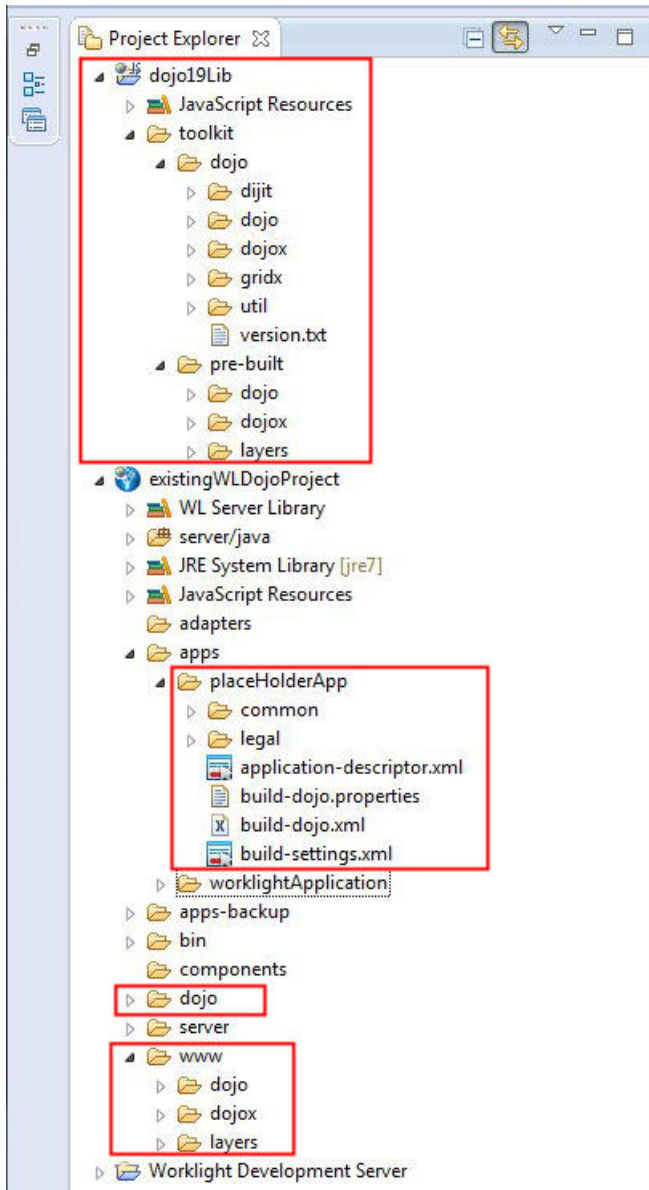 Project Explorer
dojo19Lib
JavaScript Resources
toolkit
dojo
dijit
dojo
dojox
gridx
util
version.txt
pre-built
dojo
dojox
layers
existingWLDojoProject
WL Server Library
server/java
JRE System Library [jre7]
JavaScript Resources
adapters
apps
placeHolderApp
common
legal
application-descriptor.xml
build-dojo.properties
build-dojo.xml
build-settings.xml
worklightApplication
apps-backup
bin
components
dojo
server
www
dojo
dojox
layers
Worklight Development Server